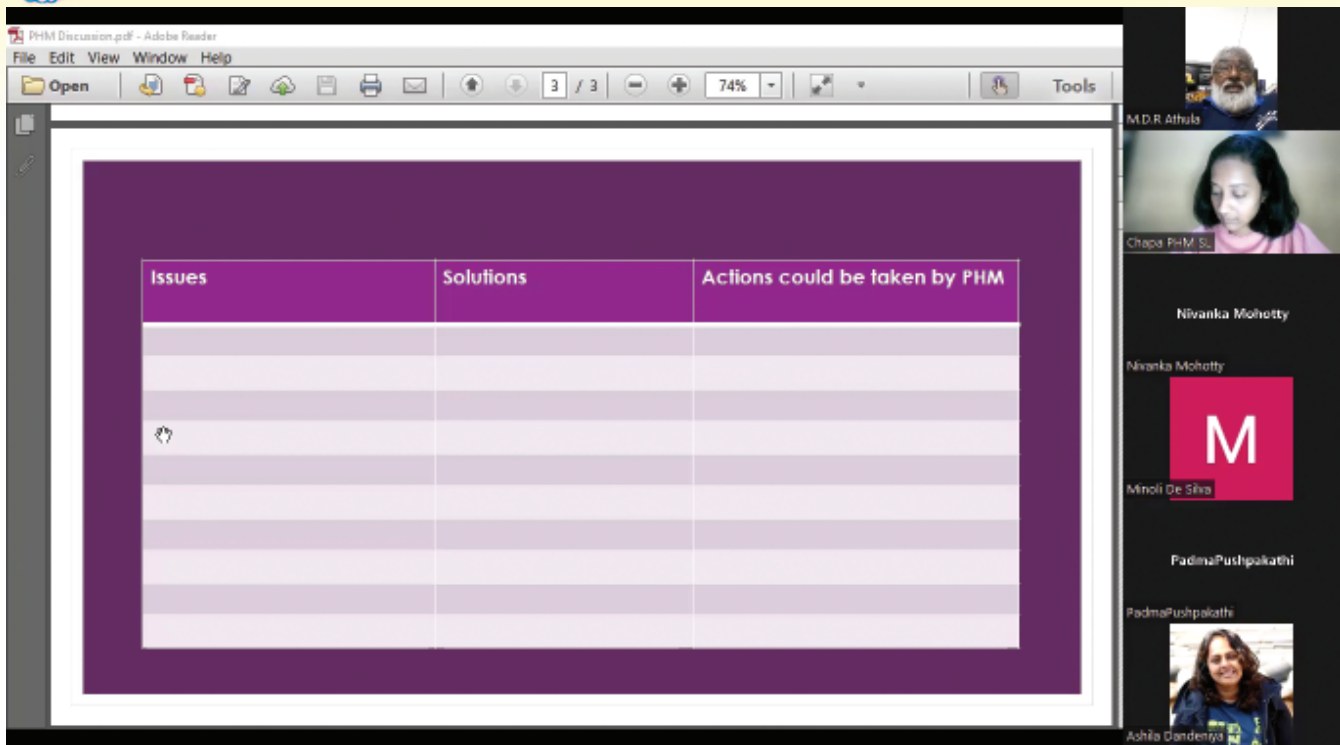 PHM Discussion.pdf - Adobe Reader
File Edit View Window Help
Open 3 / 3 74% Tools
Issues Solutions Actions could be taken by PHM
M.D.R Athula
Chapa PHM SL
Nivanka Mohotty
Nivanka Mohotty
M
Minoli De Silva
PadmaPushpakathi
PadmaPushpakathi
Ashila Dandeniya